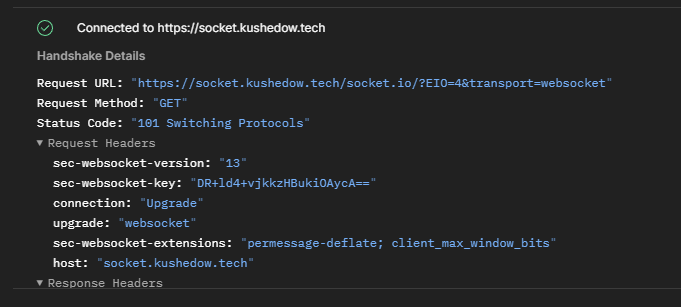 Connected to https://socket.kushedow.tech
Handshake Details
Request URL: "https://socket.kushedow.tech/socket.io/?EIO=4&transport=websocket"
Request Method: "GET"
Status Code: "101 Switching Protocols"
▼ Request Headers
sec-websocket-version: "13"
sec-websocket-key: "DR+ld4+vjkkzHBukiOAycA=="
connection: "Upgrade"
upgrade: "websocket"
sec-websocket-extensions: "permessage-deflate; client_max_window_bits"
host: "socket.kushedow.tech"
▼ Response Headers